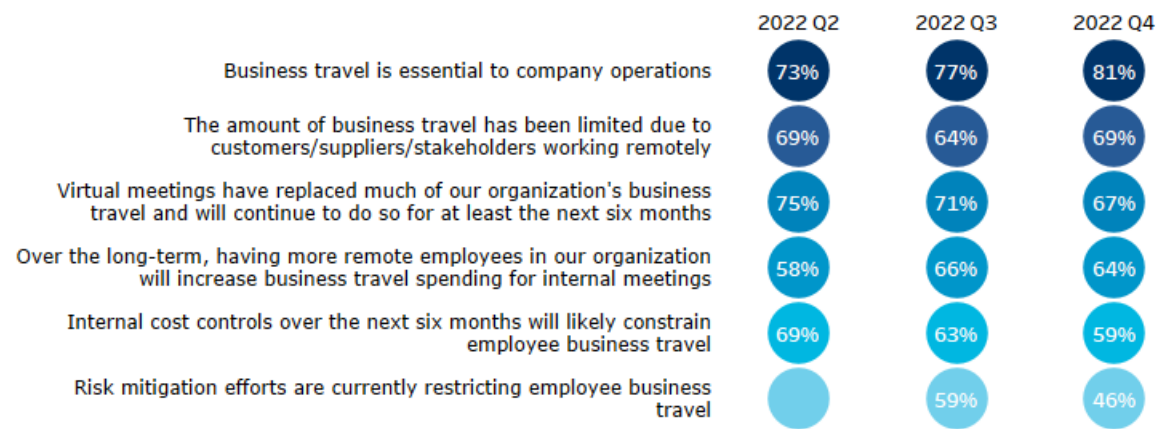 2022 Q2 2022 Q3 2022 Q4
Business travel is essential to company operations 73% 77% 81%
The amount of business travel has been limited due to
customers/suppliers/stakeholders working remotely 69% 64% 69%
Virtual meetings have replaced much of our organization's business
travel and will continue to do so for at least the next six months 75% 71% 67%
Over the long-term, having more remote employees in our organization
will increase business travel spending for internal meetings 58% 66% 64%
Internal cost controls over the next six months will likely constrain
employee business travel 69% 63% 59%
Risk mitigation efforts are currently restricting employee business
travel 59% 46%